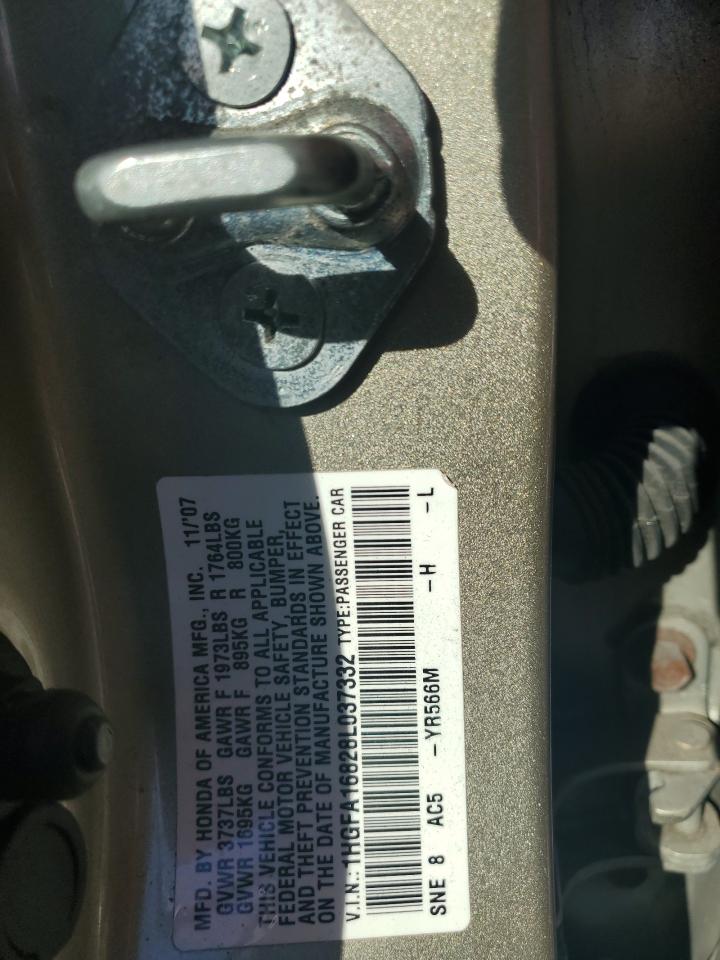 MFD. BY HONDA OF AMERICA MFG., INC. 11/'07
GVWR 3737LBS GAWR F 1973LBS R 1764LBS
GVWR 1695KG GAWR F 895KG R 800KG
THIS VEHICLE CONFORMS TO ALL APPLICABLE
FEDERAL MOTOR VEHICLE SAFETY, BUMPER,
AND THEFT PREVENTION STANDARDS IN EFFECT
ON THE DATE OF MANUFACTURE SHOWN ABOVE.
V.I.N.: 1HGFA16828L037332 TYPE:PASSENGER CAR
SNE 8 AC5 -YR566M -H -L